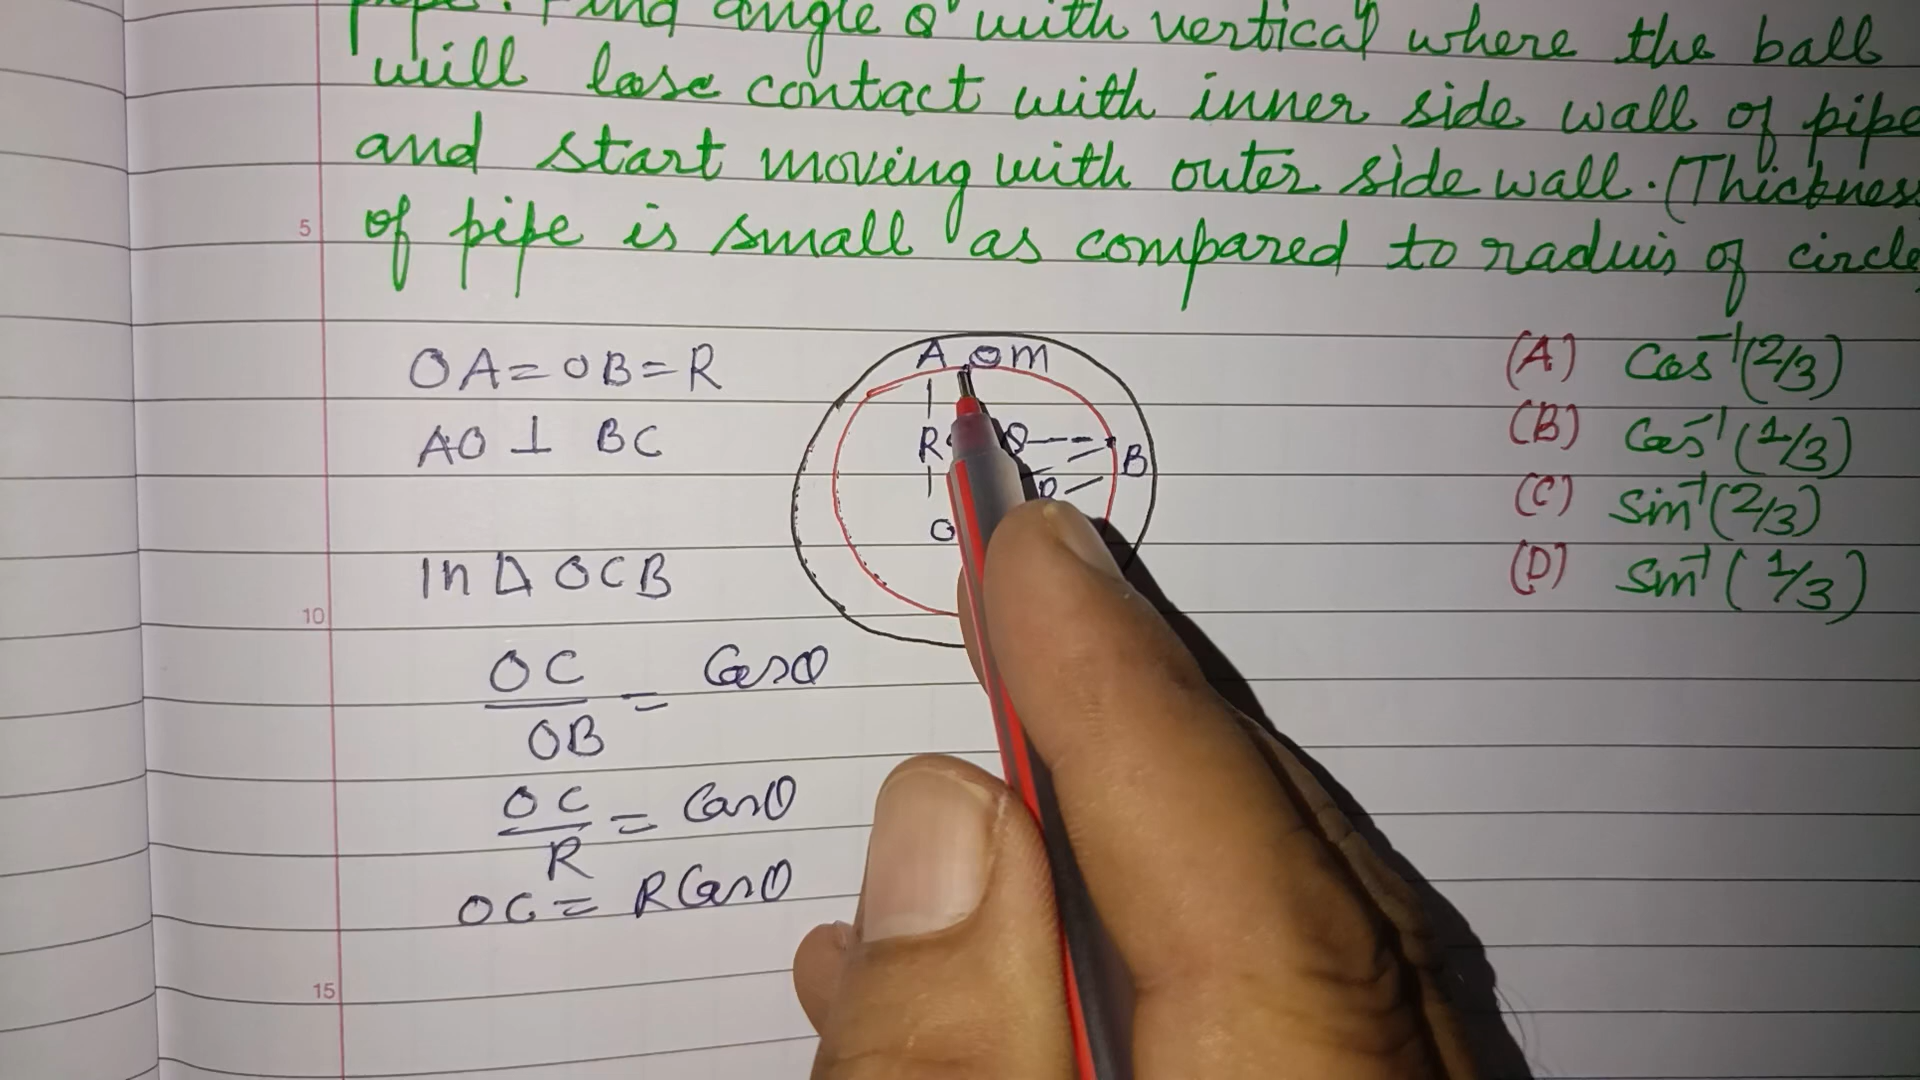 pipe. Find angle θ with vertical where the ball
will lose contact with inner side wall of pipe
and start moving with outer side wall. (Thickness
of pipe is small as compared to radius of circle
5
OA = OB = R
AO ⊥ BC
In Δ OCB
10
OC/OB = Cosθ
OC/R = Cosθ
OC = R Cosθ
15
A m
R θ B
O
(A) Cos⁻¹(2/3)
(B) Cos⁻¹(1/3)
(C) Sin⁻¹(2/3)
(D) Sin⁻¹(1/3)